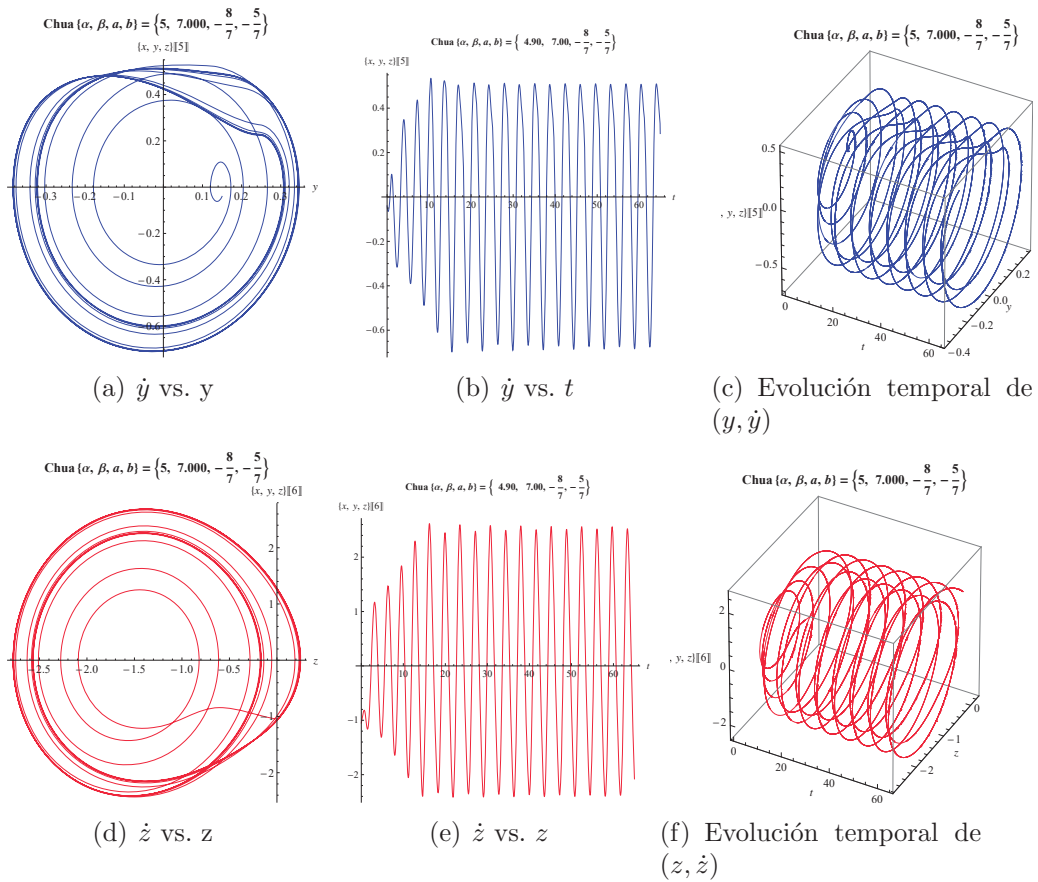 Chua {α, β, a, b} = {5, 7.000, -8/7, -5/7}
{x, y, z}[[5]]
0.4
0.2
-0.3 -0.2 -0.1 0.1 0.2 0.3 y
-0.2
-0.4
-0.6
(a) ẏ vs. y
Chua {α, β, a, b} = { 4.90, 7.00, -8/7, -5/7}
{x, y, z}[[5]]
0.4
0.2
10 20 30 40 50 60 t
-0.2
-0.4
-0.6
(b) ẏ vs. t
Chua {α, β, a, b} = {5, 7.000, -8/7, -5/7}
0.5
0.0
, y, z}[[5]]
-0.5
0 20 40 60
t
-0.4 -0.2 0.0 0.2
y
(c) Evolución temporal de
(y, ẏ)
Chua {α, β, a, b} = {5, 7.000, -8/7, -5/7}
{x, y, z}[[6]]
2
1
-2.5 -2.0 -1.5 -1.0 -0.5 z
-1
-2
(d) ż vs. z
Chua {α, β, a, b} = { 4.90, 7.00, -8/7, -5/7}
{x, y, z}[[6]]
2
1
10 20 30 40 50 60 t
-1
-2
(e) ż vs. z
Chua {α, β, a, b} = {5, 7.000, -8/7, -5/7}
2
0
, y, z}[[6]]
-2
0 20 40 60
t
-2 -1 0
z
(f) Evolución temporal de
(z, ż)